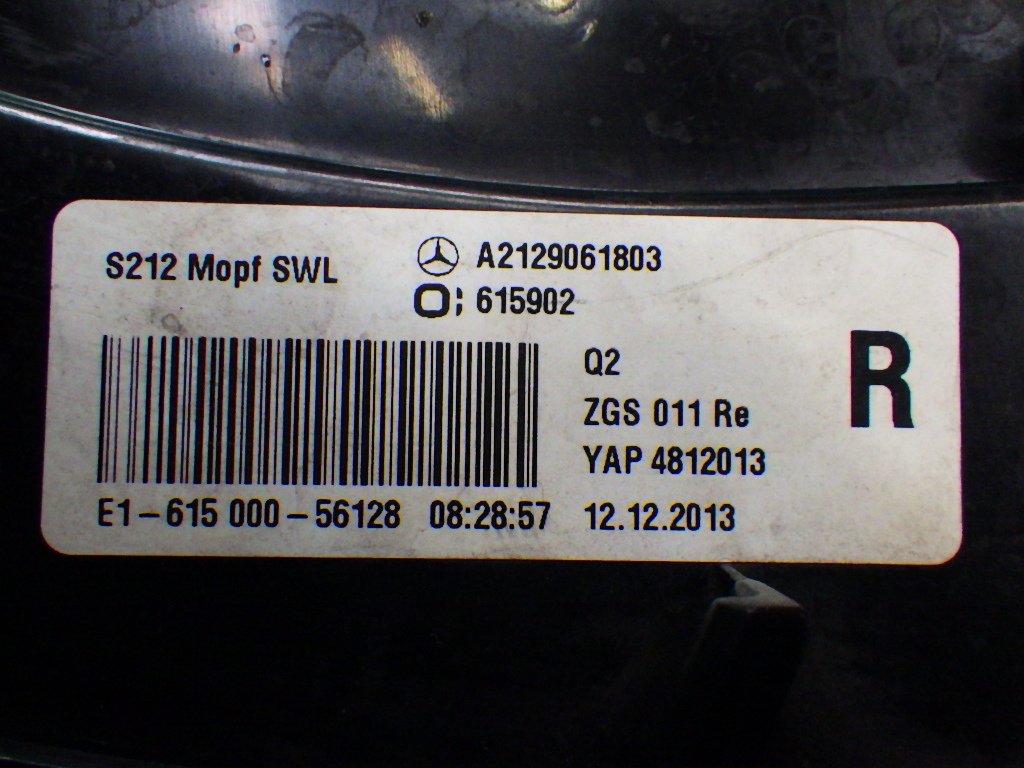 S212 Mopf SWL
A2129061803
615902
Q2
ZGS 011 Re
YAP 4812013
R
E1-615 000-56128 08:28:57 12.12.2013